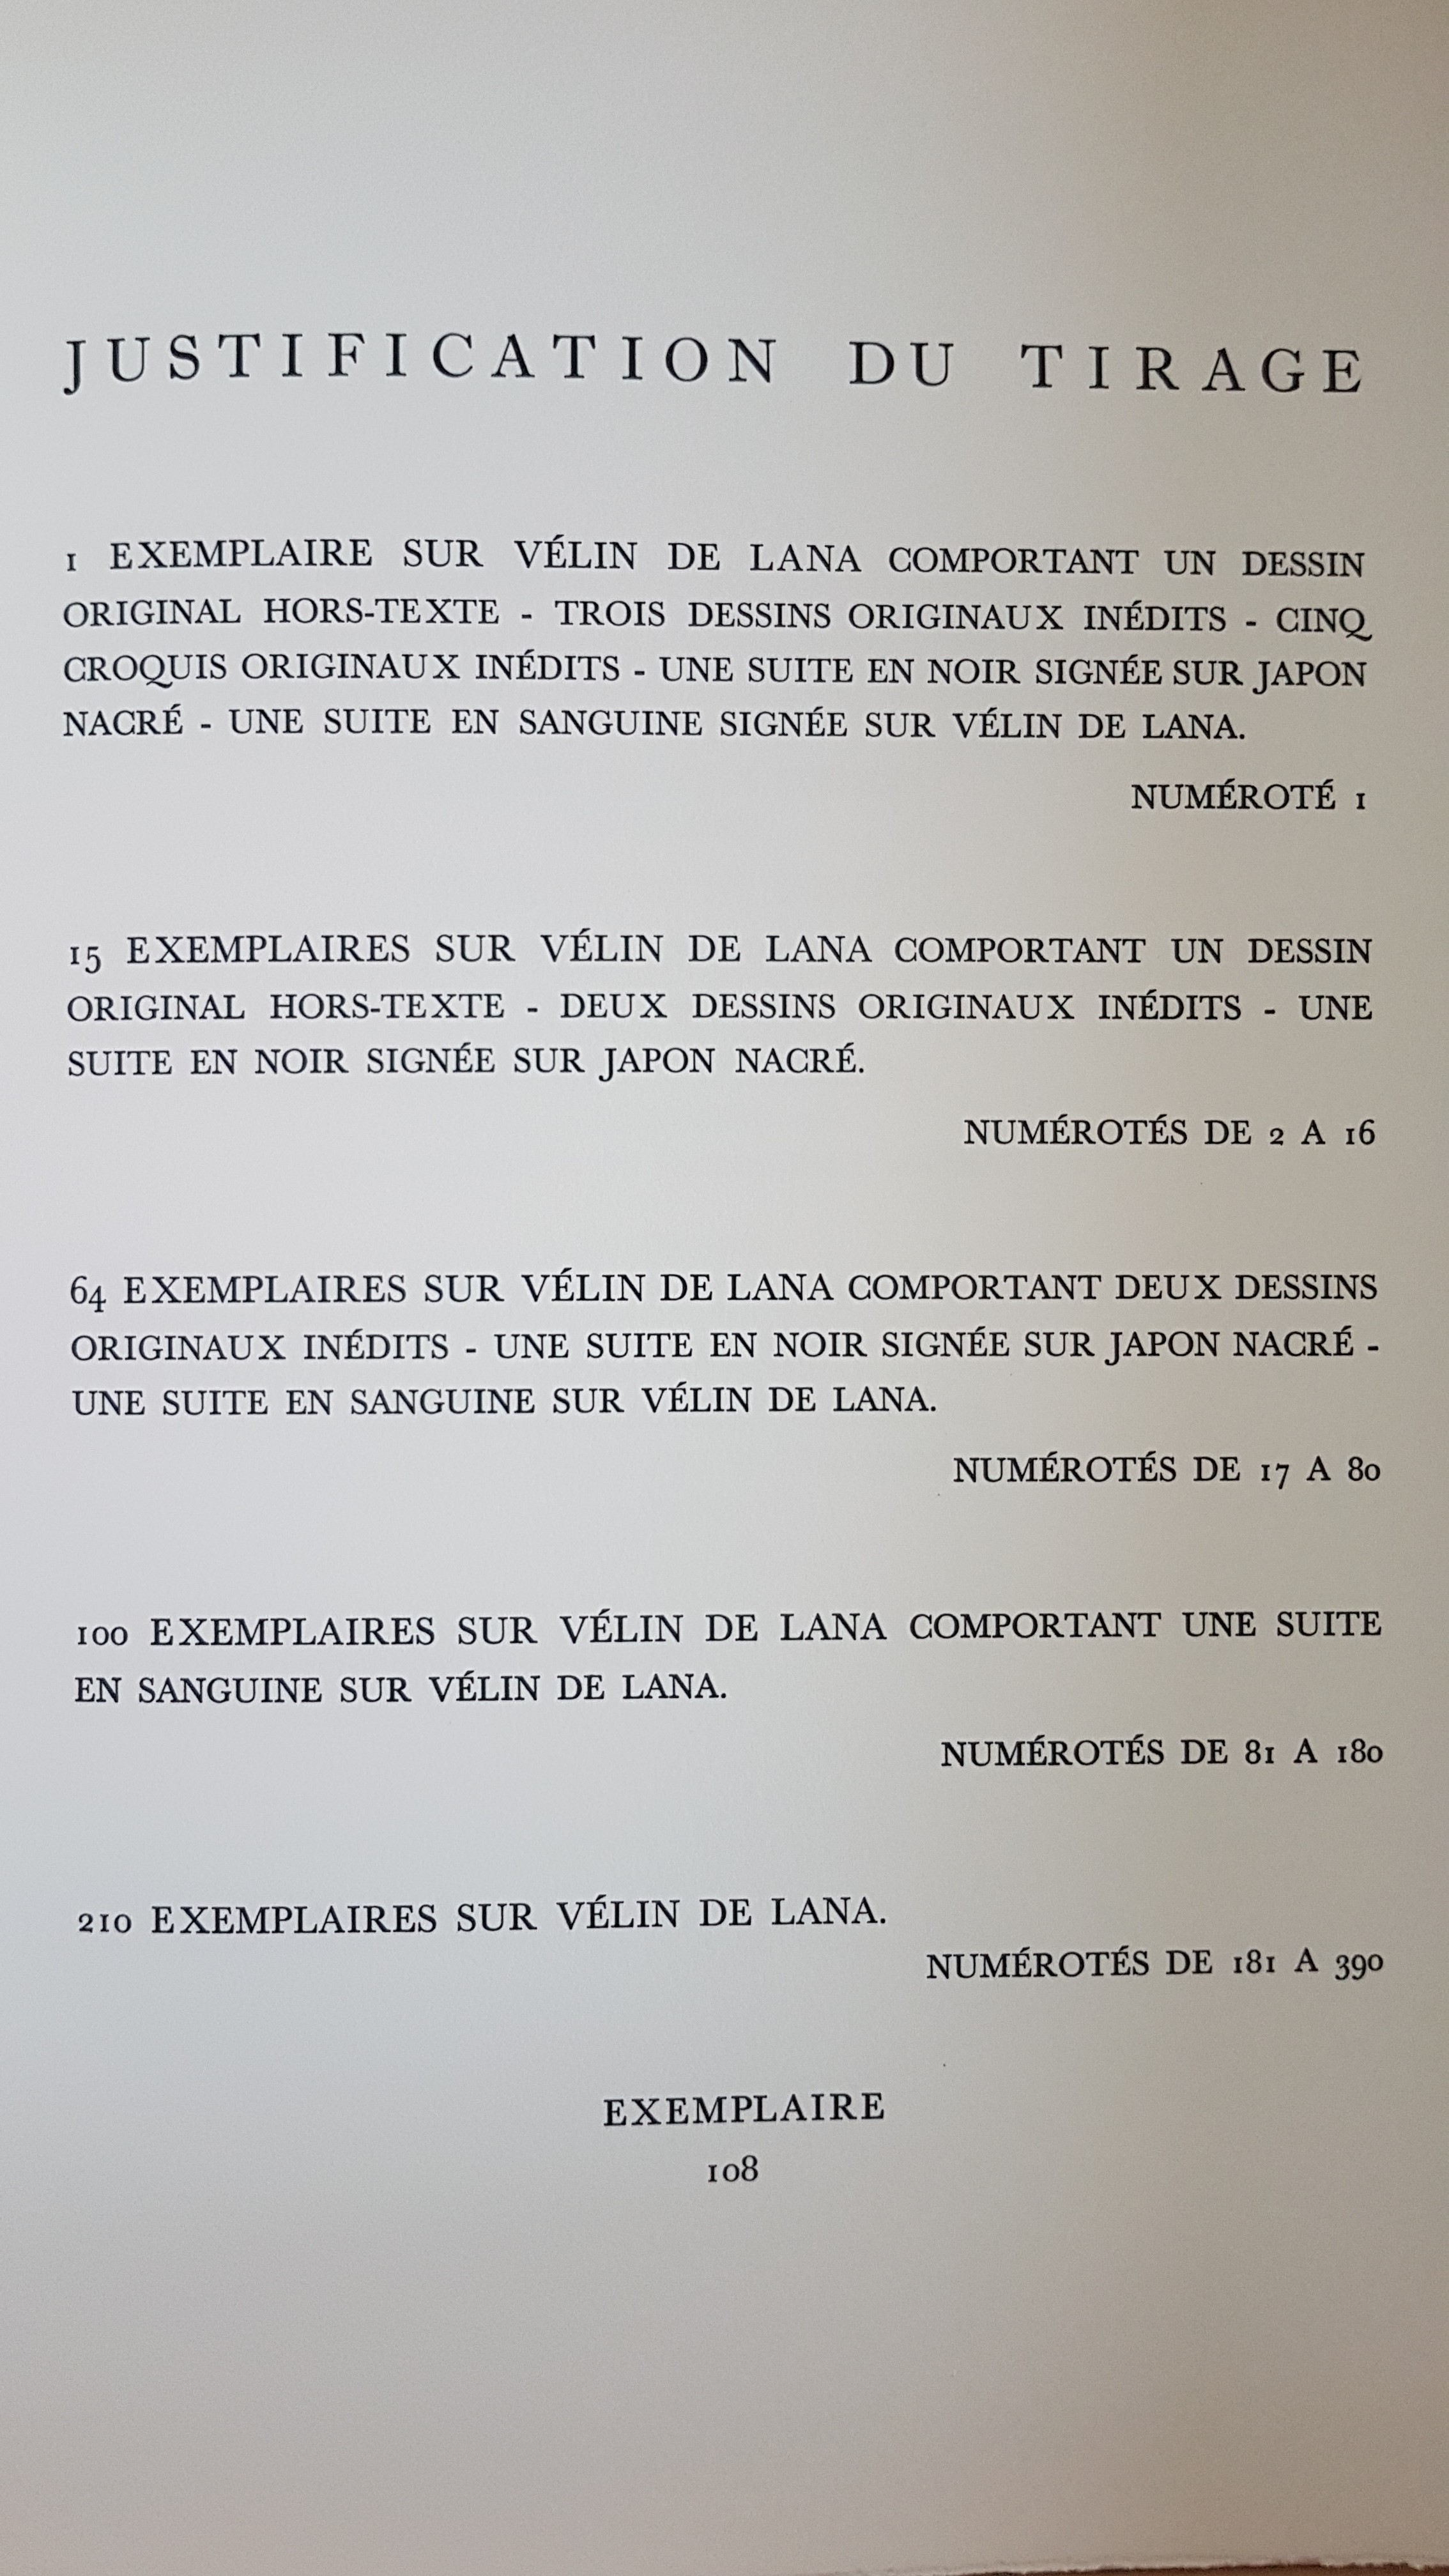 JUSTIFICATION DU TIRAGE
1 EXEMPLAIRE SUR VÉLIN DE LANA COMPORTANT UN DESSIN
ORIGINAL HORS-TEXTE - TROIS DESSINS ORIGINAUX INÉDITS - CINQ
CROQUIS ORIGINAUX INÉDITS - UNE SUITE EN NOIR SIGNÉE SUR JAPON
NACRÉ - UNE SUITE EN SANGUINE SIGNÉE SUR VÉLIN DE LANA.
NUMÉROTÉ 1
15 EXEMPLAIRES SUR VÉLIN DE LANA COMPORTANT UN DESSIN
ORIGINAL HORS-TEXTE - DEUX DESSINS ORIGINAUX INÉDITS - UNE
SUITE EN NOIR SIGNÉE SUR JAPON NACRÉ.
NUMÉROTÉS DE 2 A 16
64 EXEMPLAIRES SUR VÉLIN DE LANA COMPORTANT DEUX DESSINS
ORIGINAUX INÉDITS - UNE SUITE EN NOIR SIGNÉE SUR JAPON NACRÉ -
UNE SUITE EN SANGUINE SUR VÉLIN DE LANA.
NUMÉROTÉS DE 17 A 80
100 EXEMPLAIRES SUR VÉLIN DE LANA COMPORTANT UNE SUITE
EN SANGUINE SUR VÉLIN DE LANA.
NUMÉROTÉS DE 81 A 180
210 EXEMPLAIRES SUR VÉLIN DE LANA.
NUMÉROTÉS DE 181 A 390
EXEMPLAIRE
108